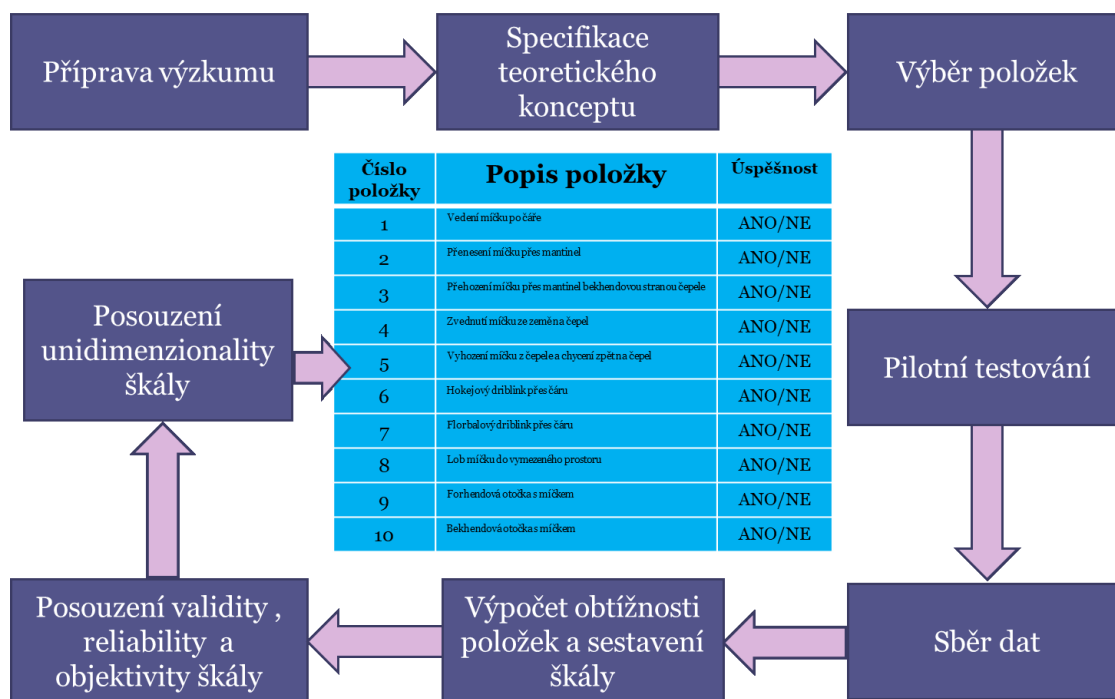 Příprava výzkumu
Specifikace
teoretického
konceptu
Výběr položek
Číslo
položky
Popis položky
Úspěšnost
1
Vedení míčku po čáře
ANO/NE
2
Přenesení míčku přes mantinel
ANO/NE
3
Přehození míčku přes mantinel bekhendovou stranou čepele
ANO/NE
4
Zvednutí míčku ze země na čepel
ANO/NE
5
Vyhození míčku z čepele a chycení zpět na čepel
ANO/NE
6
Hokejový driblink přes čáru
ANO/NE
7
Florbalový driblink přes čáru
ANO/NE
8
Lob míčku do vymezeného prostoru
ANO/NE
9
Forhendová otočka s míčkem
ANO/NE
10
Bekhendová otočka s míčkem
ANO/NE
Pilotní testování
Sběr dat
Výpočet obtížnosti
položek a sestavení
škály
Posouzení validity ,
reliability a
objektivity škály
Posouzení
unidimenzionality
škály